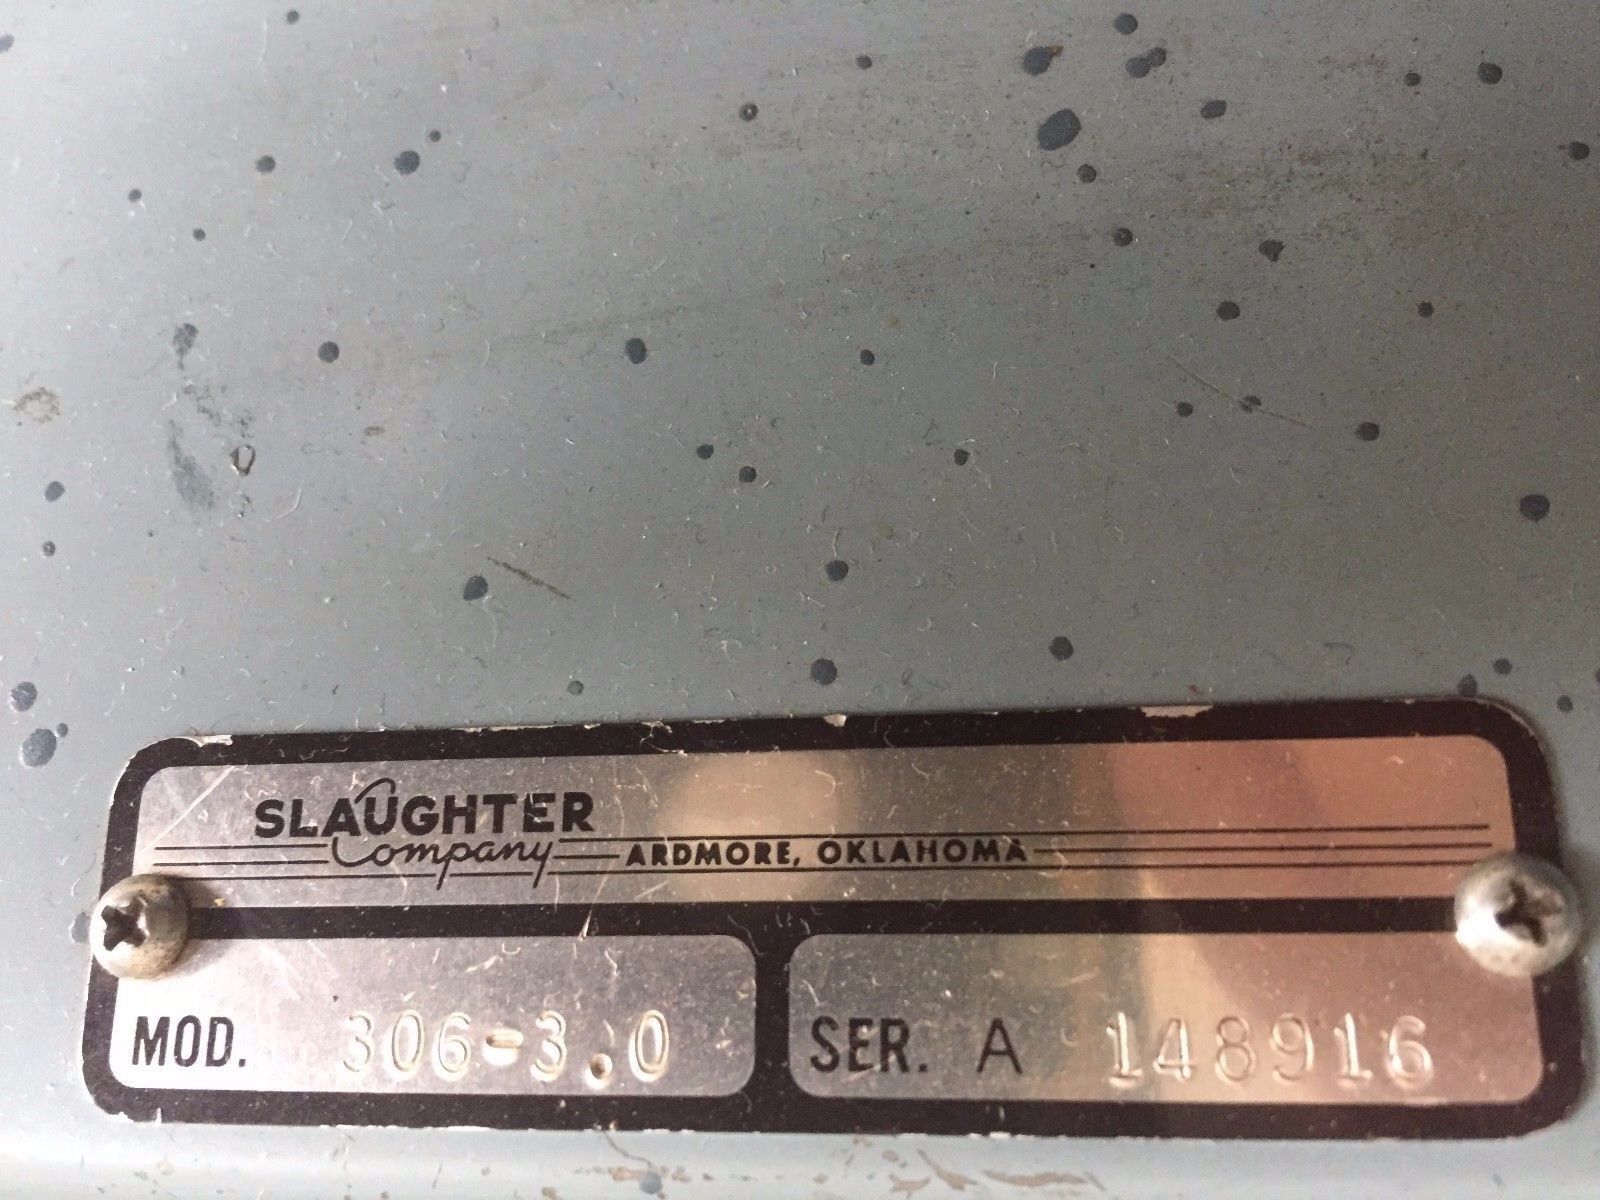 SLAUGHTER
Company ARDMORE, OKLAHOMA
MOD. 306-3.0 SER. A 148916